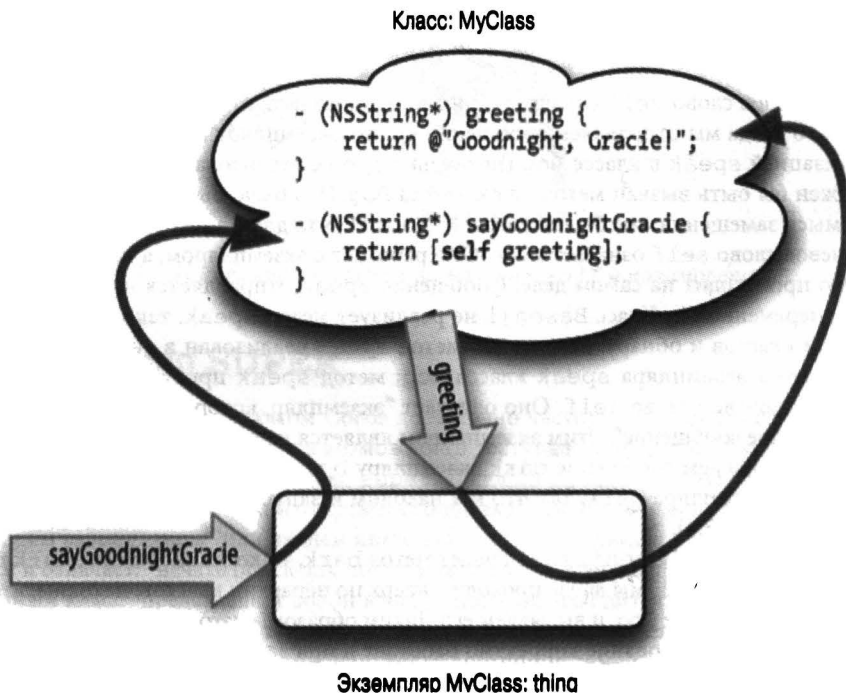 Класс: MyClass
- (NSString*) greeting {
return @"Goodnight, Gracie!";
}
- (NSString*) sayGoodnightGracie {
return [self greeting];
}
greeting
sayGoodnightGracie
Экземпляр MyClass: thing